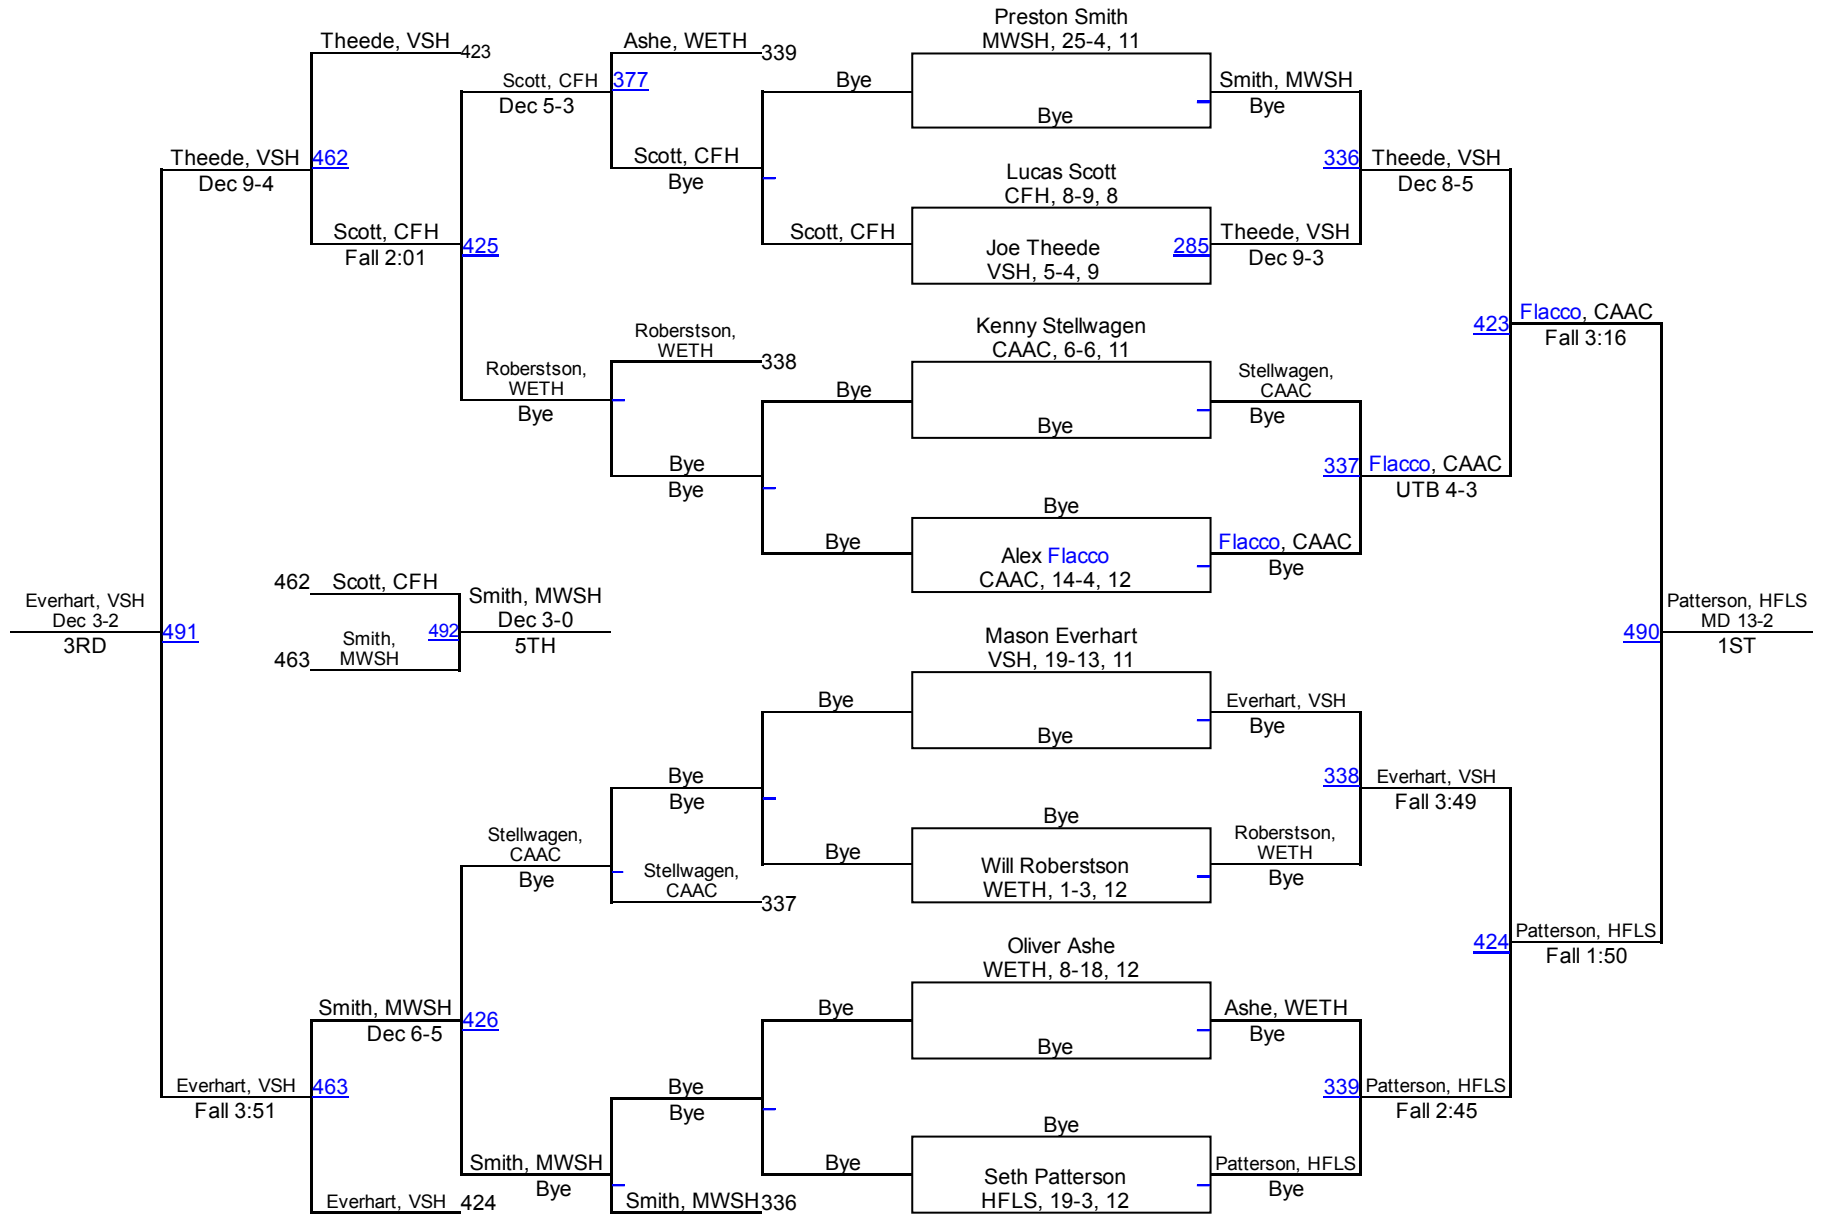 Preston Smith
MWSH, 25-4, 11
Theede, VSH
423
Ashe, WETH
339
Scott, CFH
377
Dec 5-3
Bye
Smith, MWSH
Bye
Bye
Scott, CFH
Bye
Theede, VSH
462
Dec 9-4
Lucas Scott
CFH, 8-9, 8
336
Theede, VSH
Dec 8-5
Scott, CFH
425
Fall 2:01
Scott, CFH
Joe Theede
VSH, 5-4, 9
285
Theede, VSH
Dec 9-3
Kenny Stellwagen
CAAC, 6-6, 11
Roberstson,
WETH
338
423
Flacco, CAAC
Fall 3:16
Roberstson,
WETH
Bye
Bye
Bye
Stellwagen,
CAAC
Bye
Bye
Bye
337
Flacco, CAAC
UTB 4-3
Bye
Bye
Alex Flacco
CAAC, 14-4, 12
Flacco, CAAC
Bye
462
Scott, CFH
Smith, MWSH
Dec 3-0
492
5TH
463
Smith,
MWSH
Everhart, VSH
Dec 3-2
491
3RD
Patterson, HFLS
MD 13-2
490
1ST
Mason Everhart
VSH, 19-13, 11
Bye
Bye
Everhart, VSH
Bye
Bye
Bye
338
Everhart, VSH
Fall 3:49
Stellwagen,
CAAC
Bye
Stellwagen,
CAAC
337
Bye
Bye
Will Roberstson
WETH, 1-3, 12
Roberstson,
WETH
Bye
Oliver Ashe
WETH, 8-18, 12
424
Patterson, HFLS
Fall 1:50
Smith, MWSH
426
Dec 6-5
Bye
Bye
Ashe, WETH
Bye
Everhart, VSH
463
Fall 3:51
Bye
Bye
339
Patterson, HFLS
Fall 2:45
Smith, MWSH
Bye
Bye
Bye
Seth Patterson
HFLS, 19-3, 12
Patterson, HFLS
Bye
Everhart, VSH
424
Smith, MWSH
336